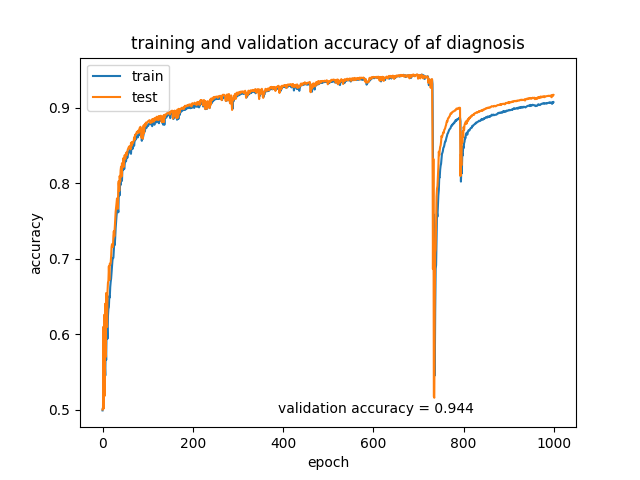 training and validation accuracy of af diagnosis
train
test
accuracy
0.9
0.8
0.7
0.6
0.5
validation accuracy = 0.944
0 200 400 600 800 1000
epoch